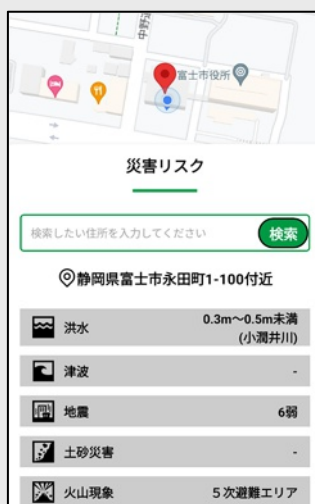 中野
富士市役所
災害リスク
検索したい住所を入力してください
検索
静岡県富士市永田町1-100付近
洪水
0.3m〜0.5m未満
(小潤井川)
津波
-
地震
6弱
土砂災害
-
火山現象
5次避難エリア